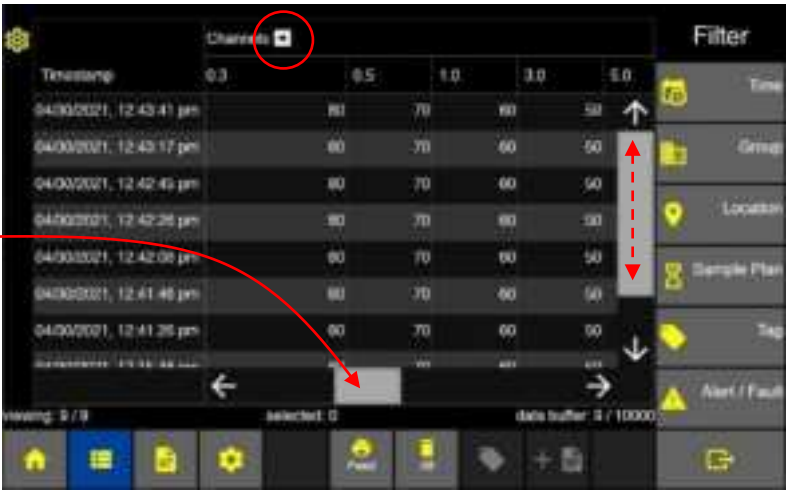 Channels
Filter
Timestamp 0.3 0.5 1.0 3.0 5.0
Time
04/30/2021, 12:43:41 pm 80 70 60 50
04/30/2021, 12:43:17 pm 80 70 60 50
Group
04/30/2021, 12:42:45 pm 80 70 60 50
04/30/2021, 12:42:26 pm 80 70 60 50
Location
04/30/2021, 12:42:08 pm 80 70 60 50
Sample Plan
04/30/2021, 12:41:46 pm 80 70 60 50
04/30/2021, 12:41:26 pm 80 70 60 50
Tag
Alert / Fault
viewing: 9 / 9 selected: 0 data buffer: 9 / 10000